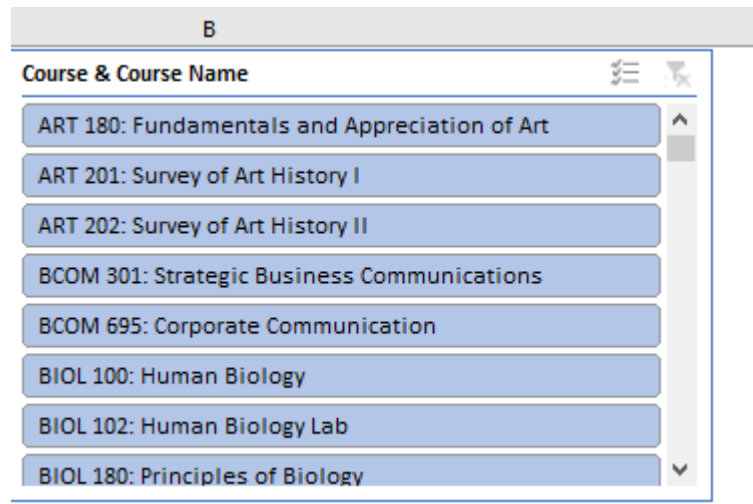 B
Course & Course Name
ART 180: Fundamentals and Appreciation of Art
ART 201: Survey of Art History I
ART 202: Survey of Art History II
BCOM 301: Strategic Business Communications
BCOM 695: Corporate Communication
BIOL 100: Human Biology
BIOL 102: Human Biology Lab
BIOL 180: Principles of Biology